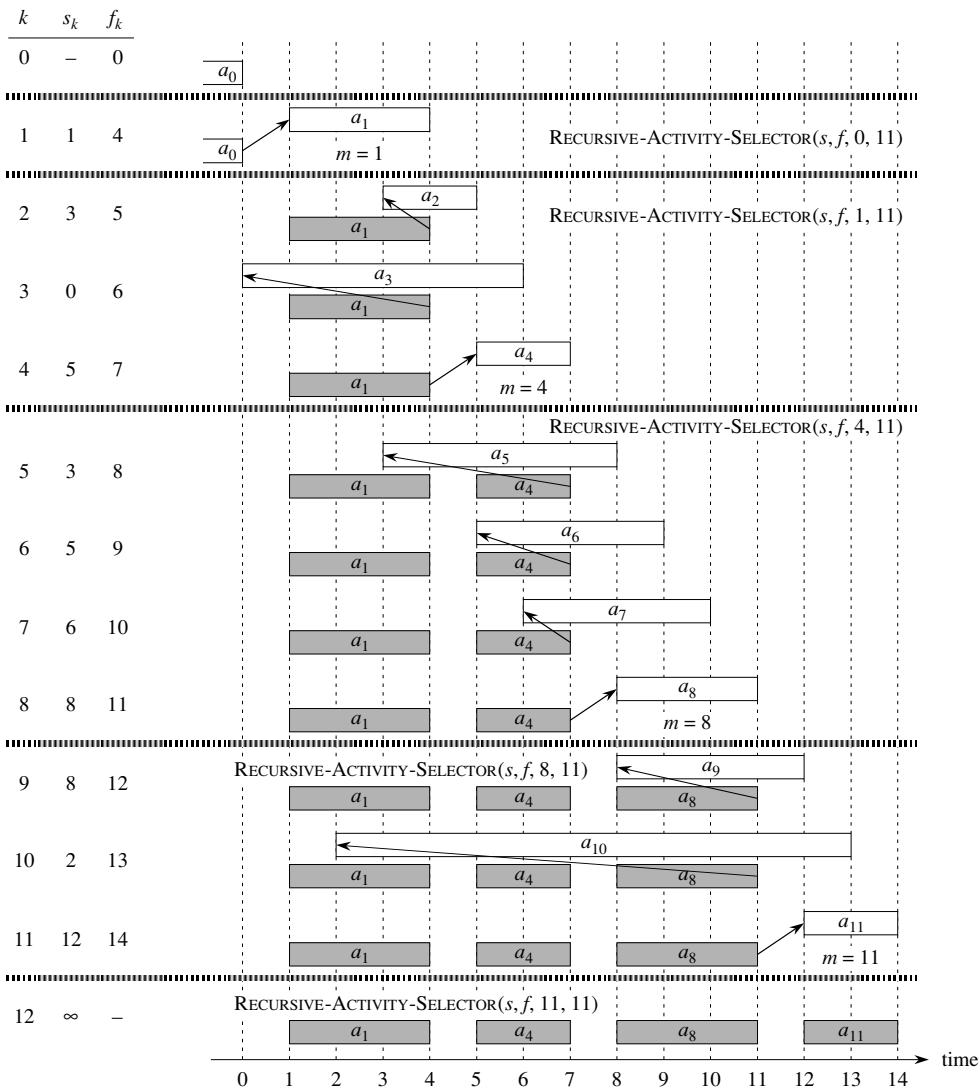 k s_k f_k
0 – 0
a_0
1 1 4
a_1
a_0
m = 1
RECURSIVE-ACTIVITY-SELECTOR(s, f, 0, 11)
2 3 5
a_2
a_1
RECURSIVE-ACTIVITY-SELECTOR(s, f, 1, 11)
3 0 6
a_3
a_1
4 5 7
a_4
a_1
m = 4
RECURSIVE-ACTIVITY-SELECTOR(s, f, 4, 11)
5 3 8
a_5
a_1 a_4
6 5 9
a_6
a_1 a_4
7 6 10
a_7
a_1 a_4
8 8 11
a_8
a_1 a_4
m = 8
RECURSIVE-ACTIVITY-SELECTOR(s, f, 8, 11)
9 8 12
a_9
a_1 a_4 a_8
10 2 13
a_10
a_1 a_4 a_8
11 12 14
a_11
a_1 a_4 a_8
m = 11
RECURSIVE-ACTIVITY-SELECTOR(s, f, 11, 11)
12 ∞ –
a_1 a_4 a_8 a_11
time
0 1 2 3 4 5 6 7 8 9 10 11 12 13 14